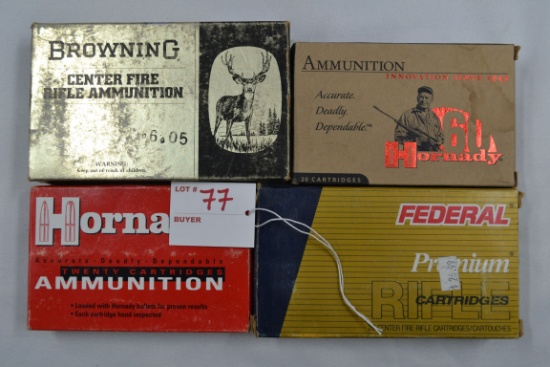 BROWNING
CENTER FIRE
RIFLE AMMUNITION
6.05
WARNING:
keep out of reach of children.
AMMUNITION
INNOVATION SINCE 1949
Accurate.
Deadly.
Dependable.™
60
Hornady
20 CARTRIDGES
LOT # 77
BUYER
Horna
Accurate · Deadly · Dependable
TWENTY CARTRIDGES
AMMUNITION
• Loaded with Hornady bullets for proven results
• Each cartridge hand inspected
FEDERAL
Premium
RIFLE
CARTRIDGES
CENTER FIRE RIFLE CARTRIDGES/CARTOUCHES